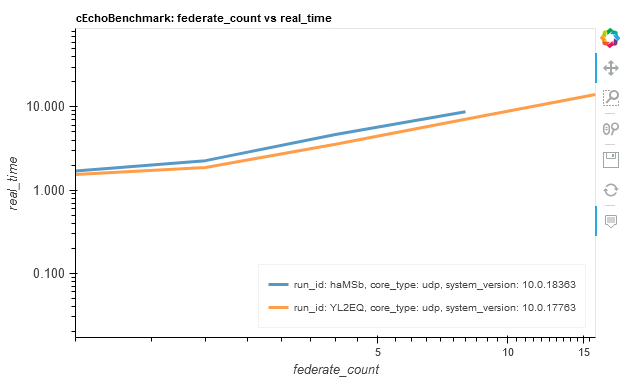 cEchoBenchmark: federate_count vs real_time
10.000
1.000
0.100
real_time
run_id: haMSb, core_type: udp, system_version: 10.0.18363
run_id: YL2EQ, core_type: udp, system_version: 10.0.17763
5
10
15
federate_count